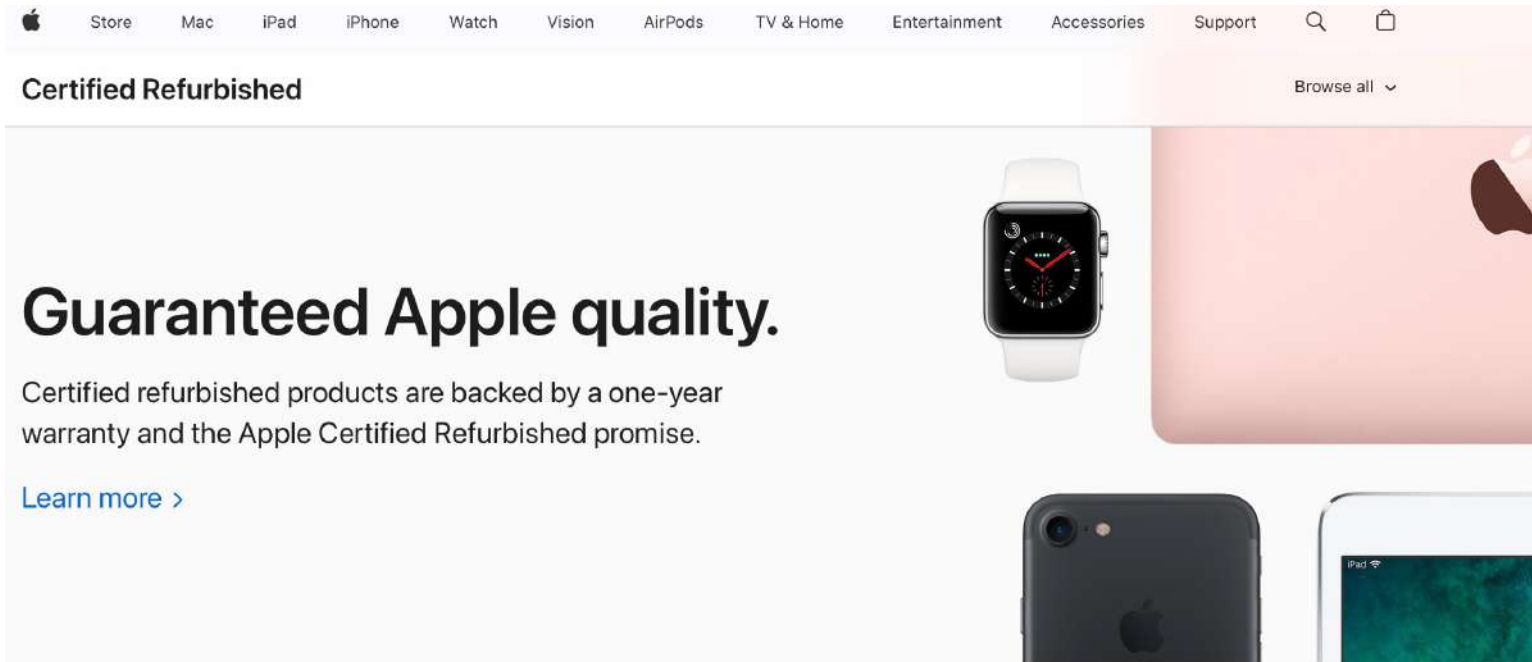 Store Mac iPad iPhone Watch Vision AirPods TV & Home Entertainment Accessories Support
Certified Refurbished
Browse all
Guaranteed Apple quality.
Certified refurbished products are backed by a one-year
warranty and the Apple Certified Refurbished promise.
Learn more >
iPad